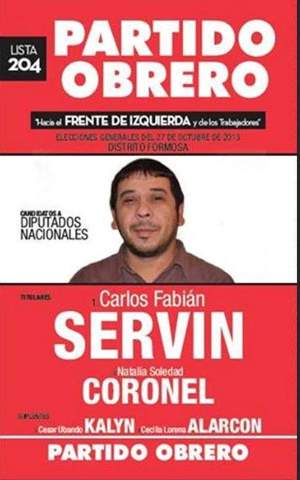 LISTA
204
PARTIDO
OBRERO
"Hacia el FRENTE DE IZQUIERDA y de los Trabajadores"
ELECCIONES GENERALES DEL 27 DE OCTUBRE DE 2013
DISTRITO FORMOSA
CANDIDATOS A
DIPUTADOS
NACIONALES
TITULARES
1. Carlos Fabián
SERVIN
Natalia Soledad
CORONEL
SUPLENTES
Cesar Obando KALYN Cecilia Lorena ALARCON
PARTIDO OBRERO